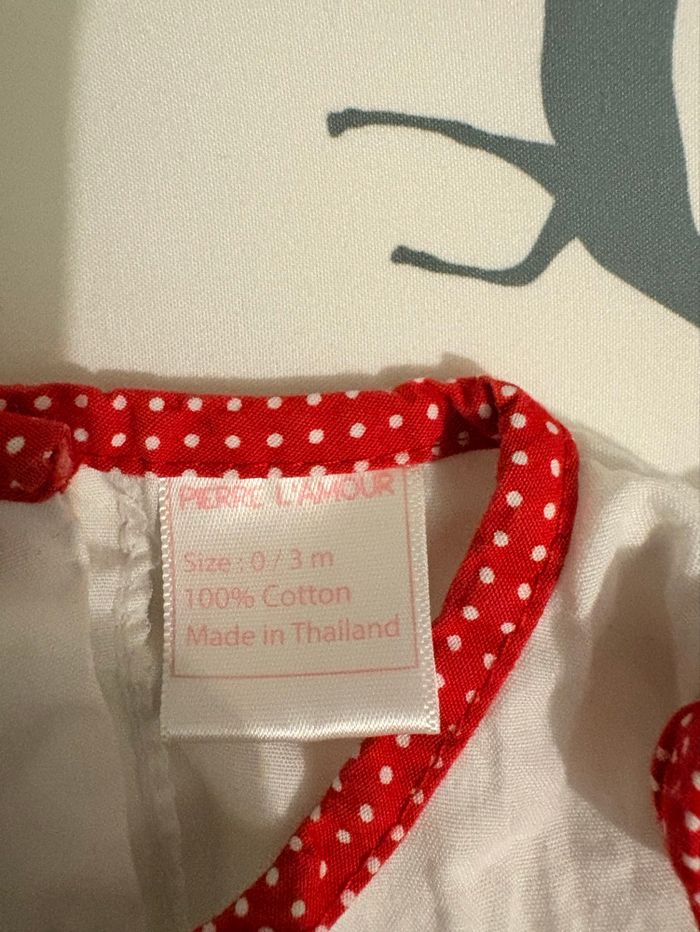 PIERRE L'AMOUR
Size : 0 / 3 m
100% Cotton
Made in Thailand